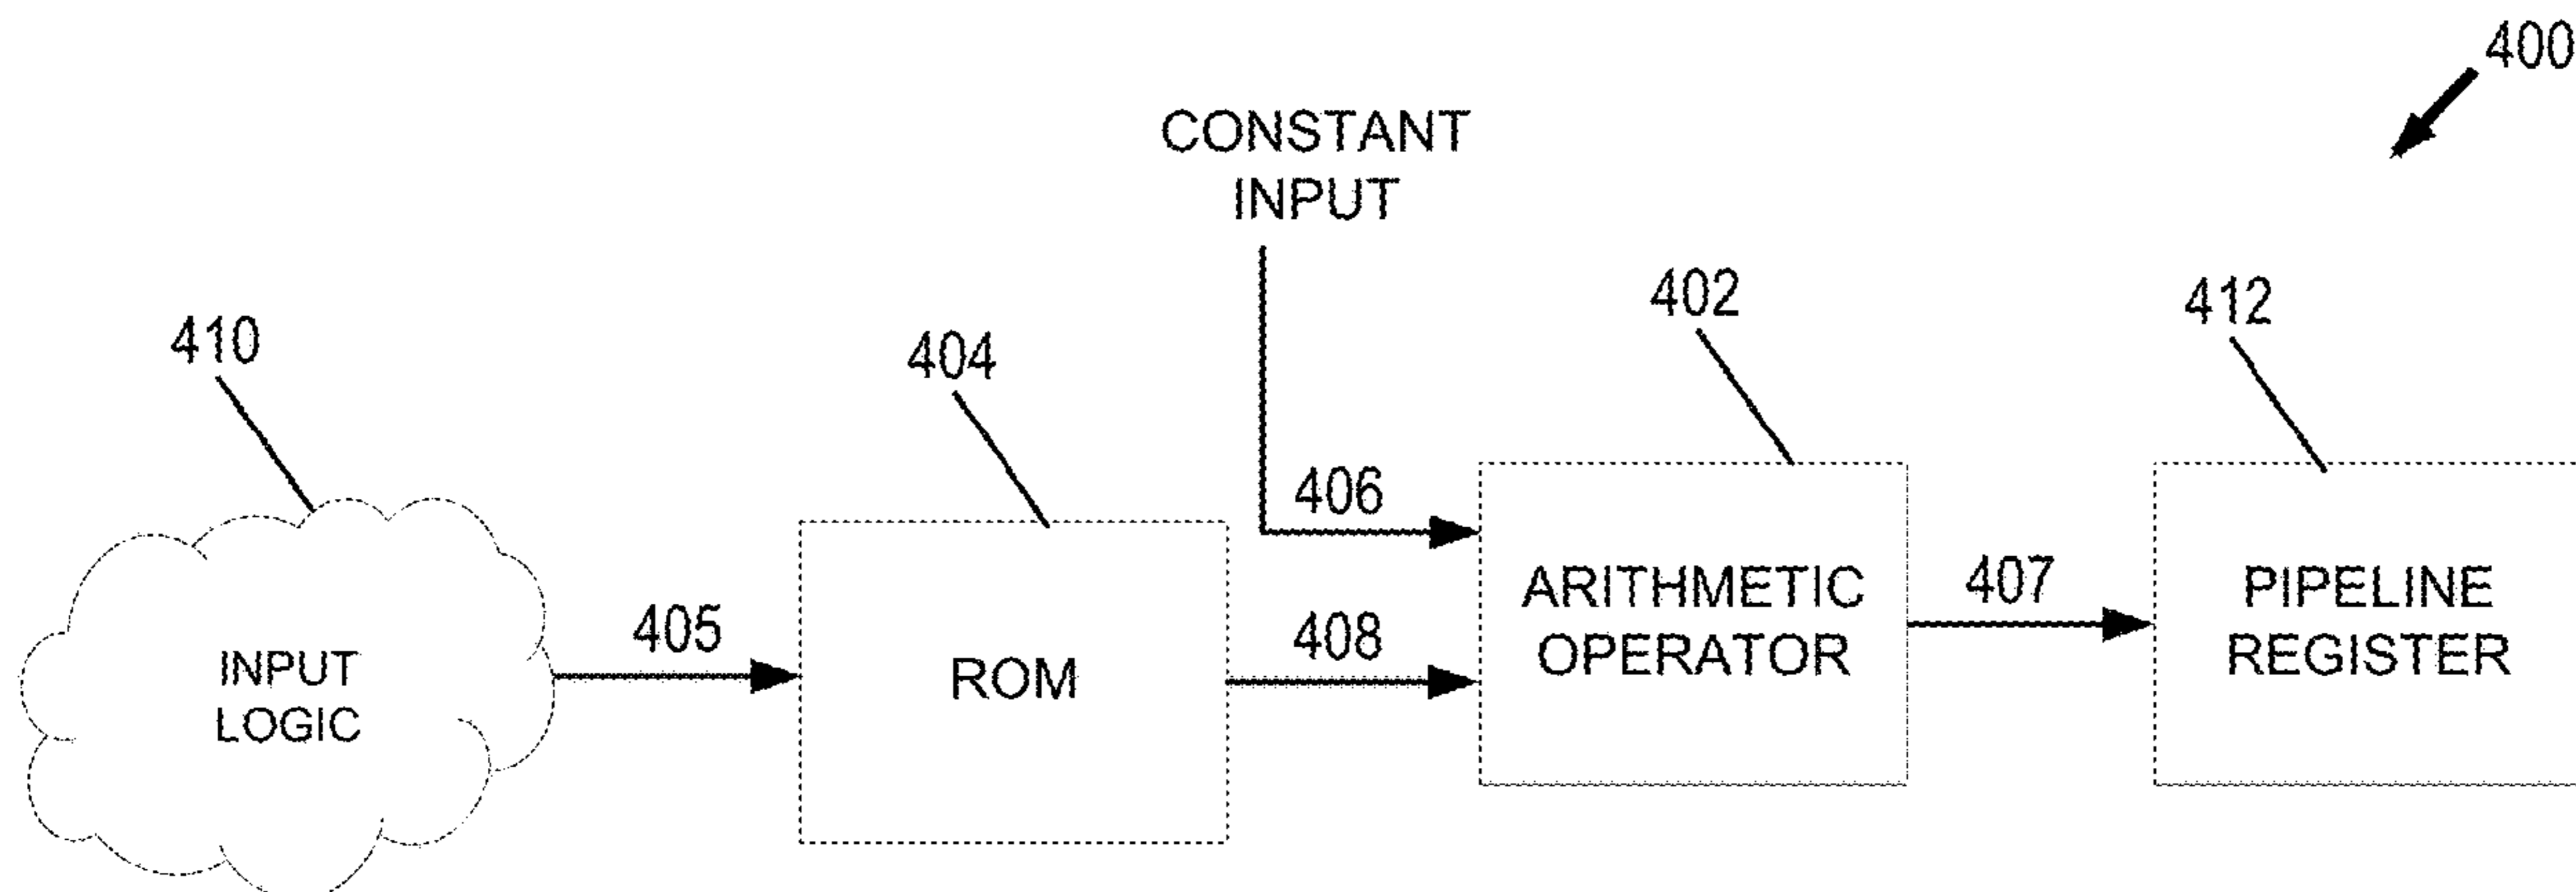 400
CONSTANT
INPUT
410
404
402
412
406
405
408
407
INPUT
LOGIC
ROM
ARITHMETIC
OPERATOR
PIPELINE
REGISTER